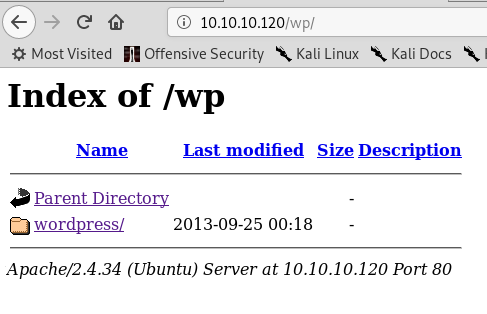 10.10.10.120/wp/
Most Visited Offensive Security Kali Linux Kali Docs
Index of /wp
Name Last modified Size Description
Parent Directory -
wordpress/ 2013-09-25 00:18 -
Apache/2.4.34 (Ubuntu) Server at 10.10.10.120 Port 80